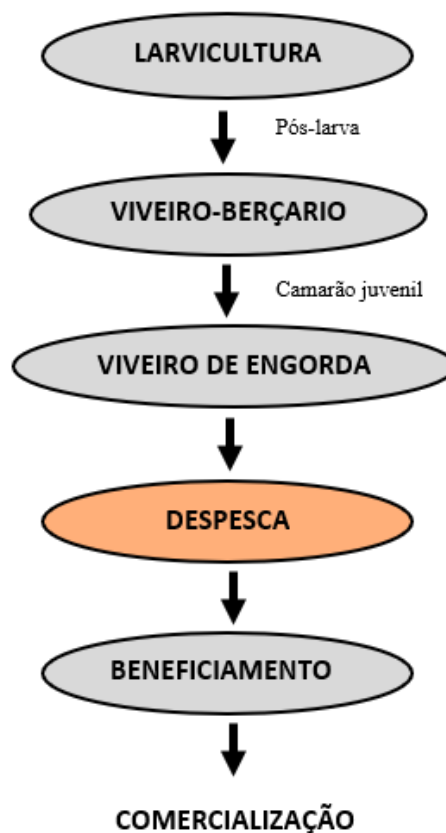 LARVICULTURA
Pós-larva
VIVEIRO-BERÇARIO
Camarão juvenil
VIVEIRO DE ENGORDA
DESPESCA
BENEFICIAMENTO
COMERCIALIZAÇÃO